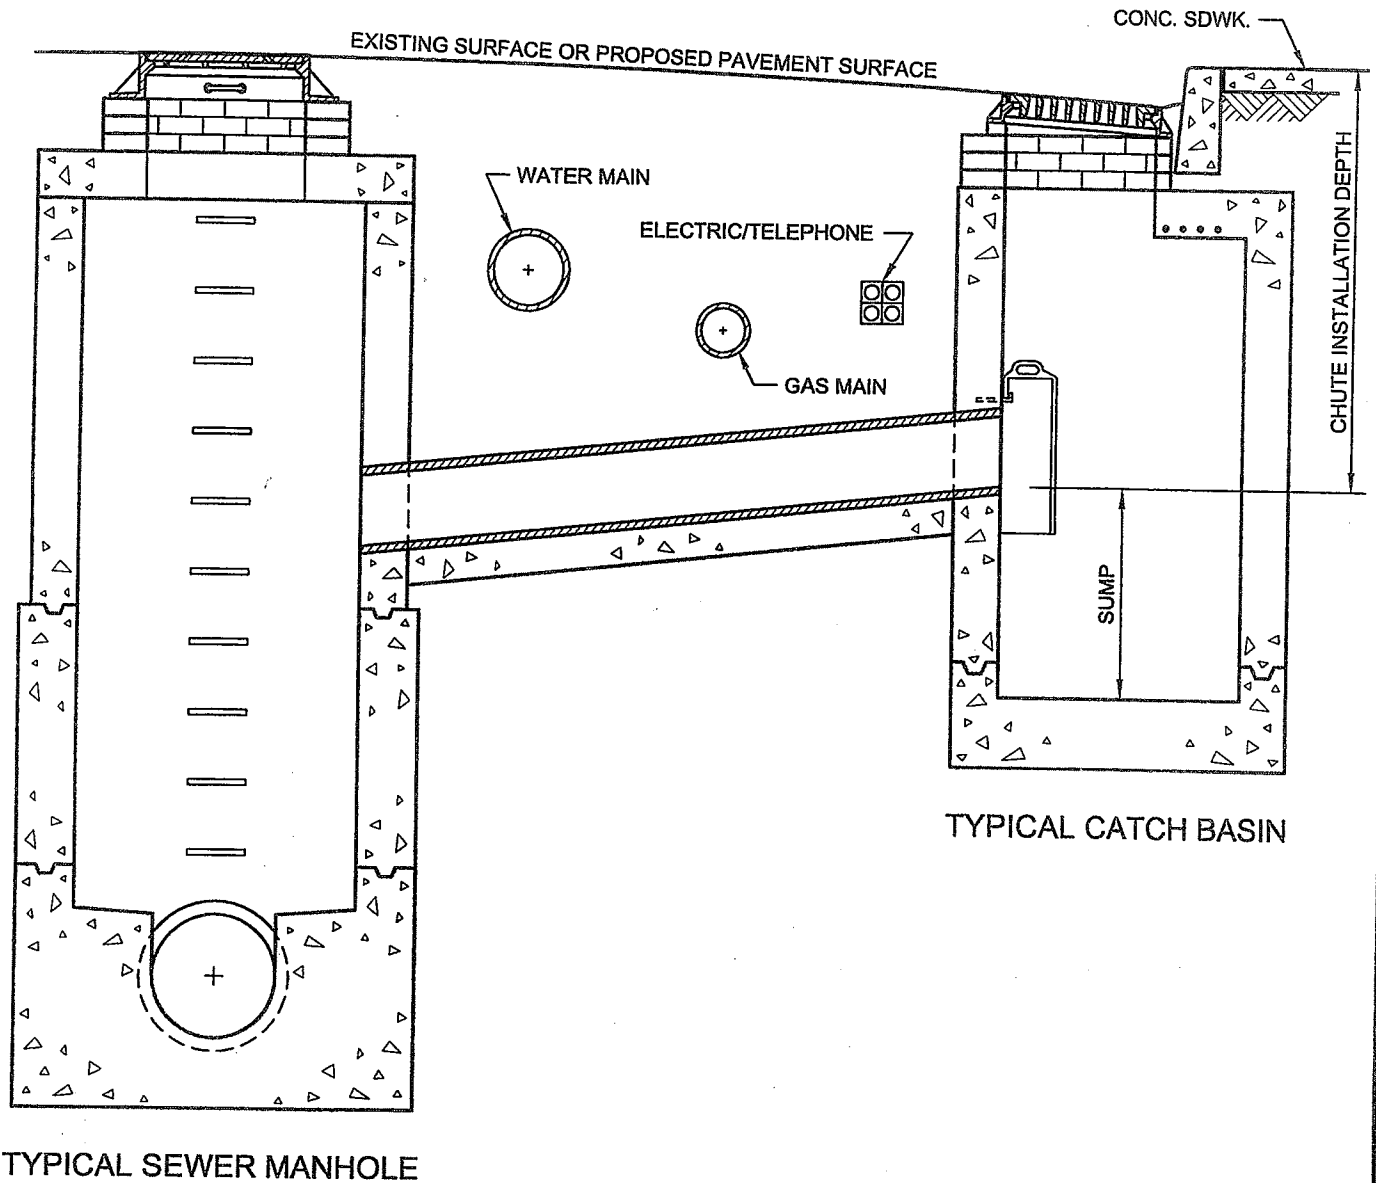 CONC. SDWK.
EXISTING SURFACE OR PROPOSED PAVEMENT SURFACE
WATER MAIN
ELECTRIC/TELEPHONE
GAS MAIN
CHUTE INSTALLATION DEPTH
SUMP
TYPICAL CATCH BASIN
TYPICAL SEWER MANHOLE